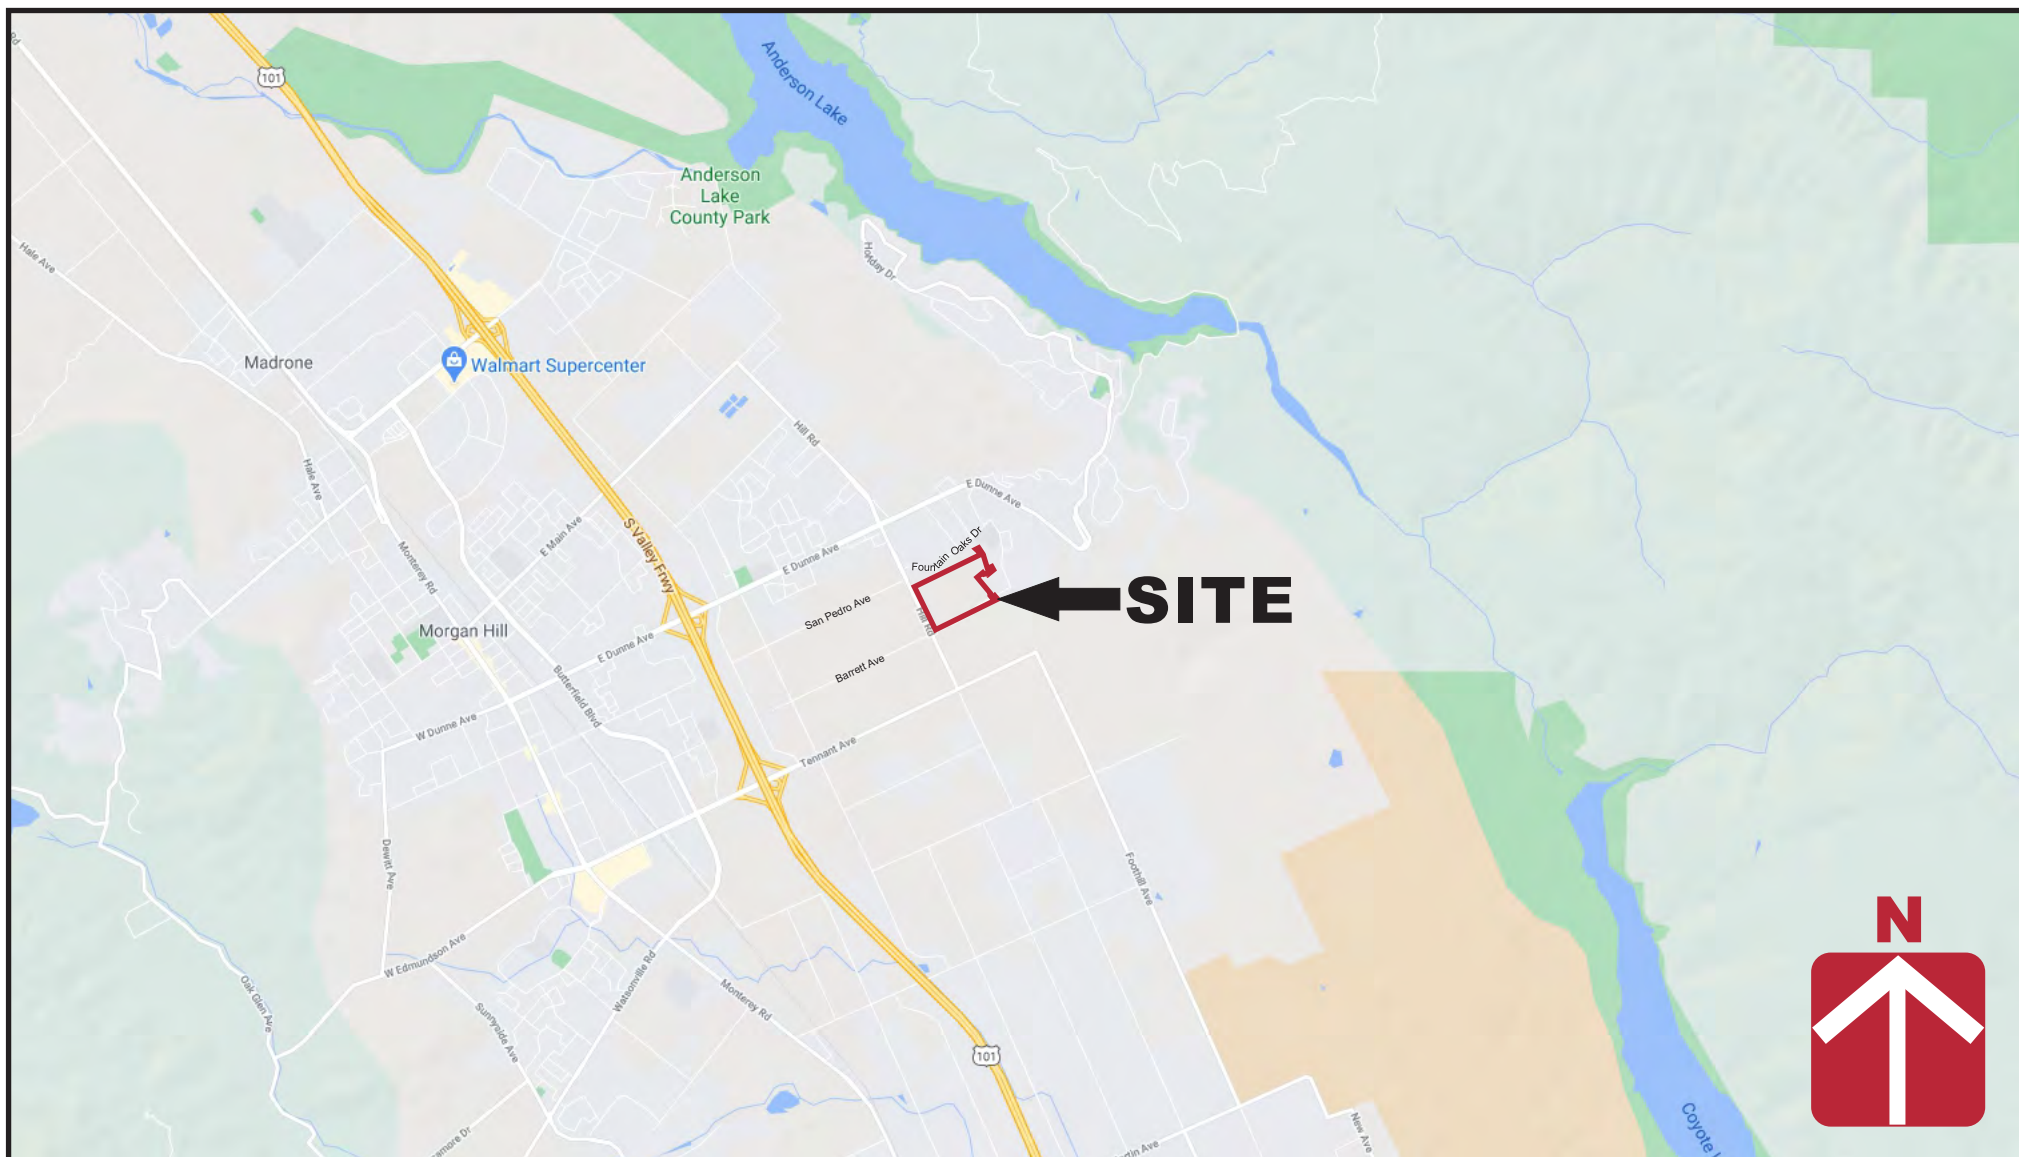 Rd
101
Anderson Lake
Anderson
Lake
County Park
Hale Ave
Holiday Dr
Madrone
Walmart Supercenter
Hill Rd
Hale Ave
E Dunne Ave
E Main Ave
S Valley Frwy
Monterey Rd
E Dunne Ave
Fountain Oaks Dr
SITE
San Pedro Ave
Hill Rd
Morgan Hill
E Dunne Ave
Barrett Ave
Butterfield Blvd
W Dunne Ave
Tennant Ave
Dewitt Ave
Foothill Ave
N
W Edmundson Ave
Watsonville Rd
Monterey Rd
Oak Glen Ave
Sunnyside Ave
101
Coyote
New Ave